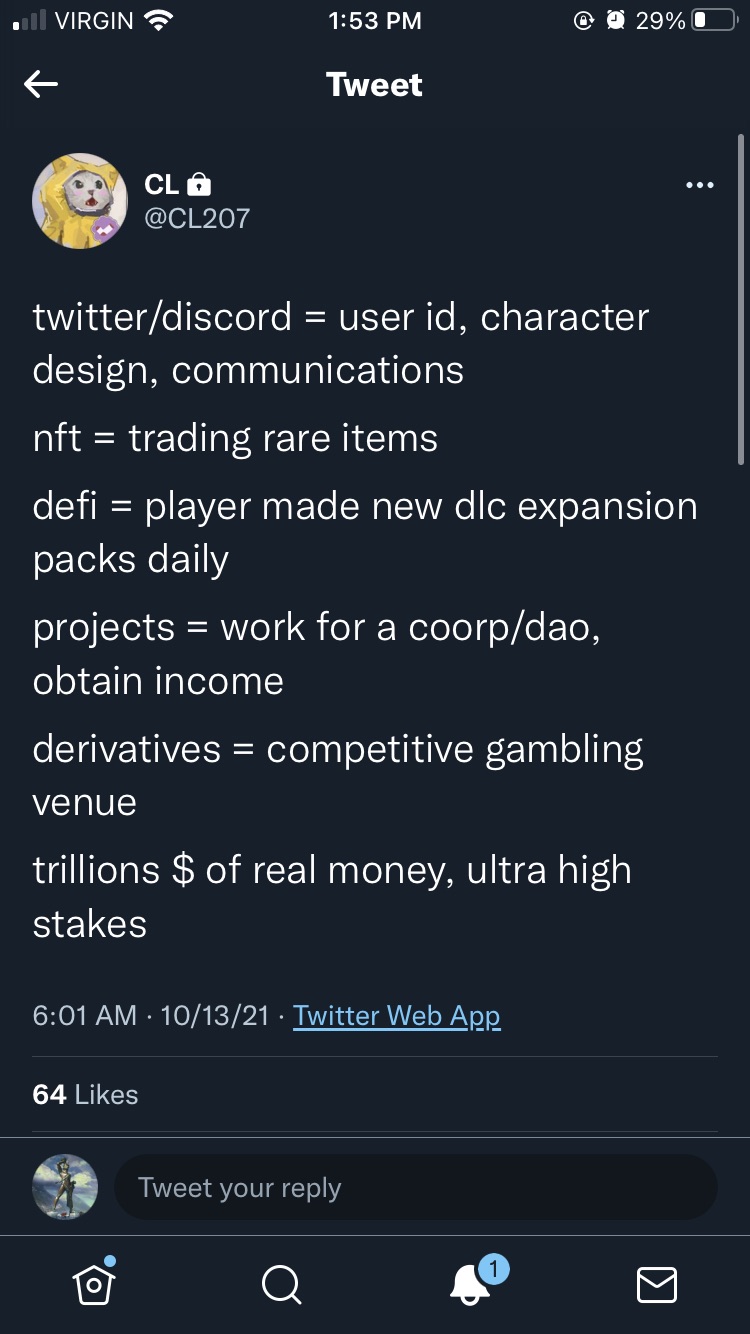 VIRGIN 1:53 PM 29%
Tweet
CL
@CL207
twitter/discord = user id, character
design, communications
nft = trading rare items
defi = player made new dlc expansion
packs daily
projects = work for a coorp/dao,
obtain income
derivatives = competitive gambling
venue
trillions $ of real money, ultra high
stakes
6:01 AM · 10/13/21 · Twitter Web App
64 Likes
Tweet your reply
1